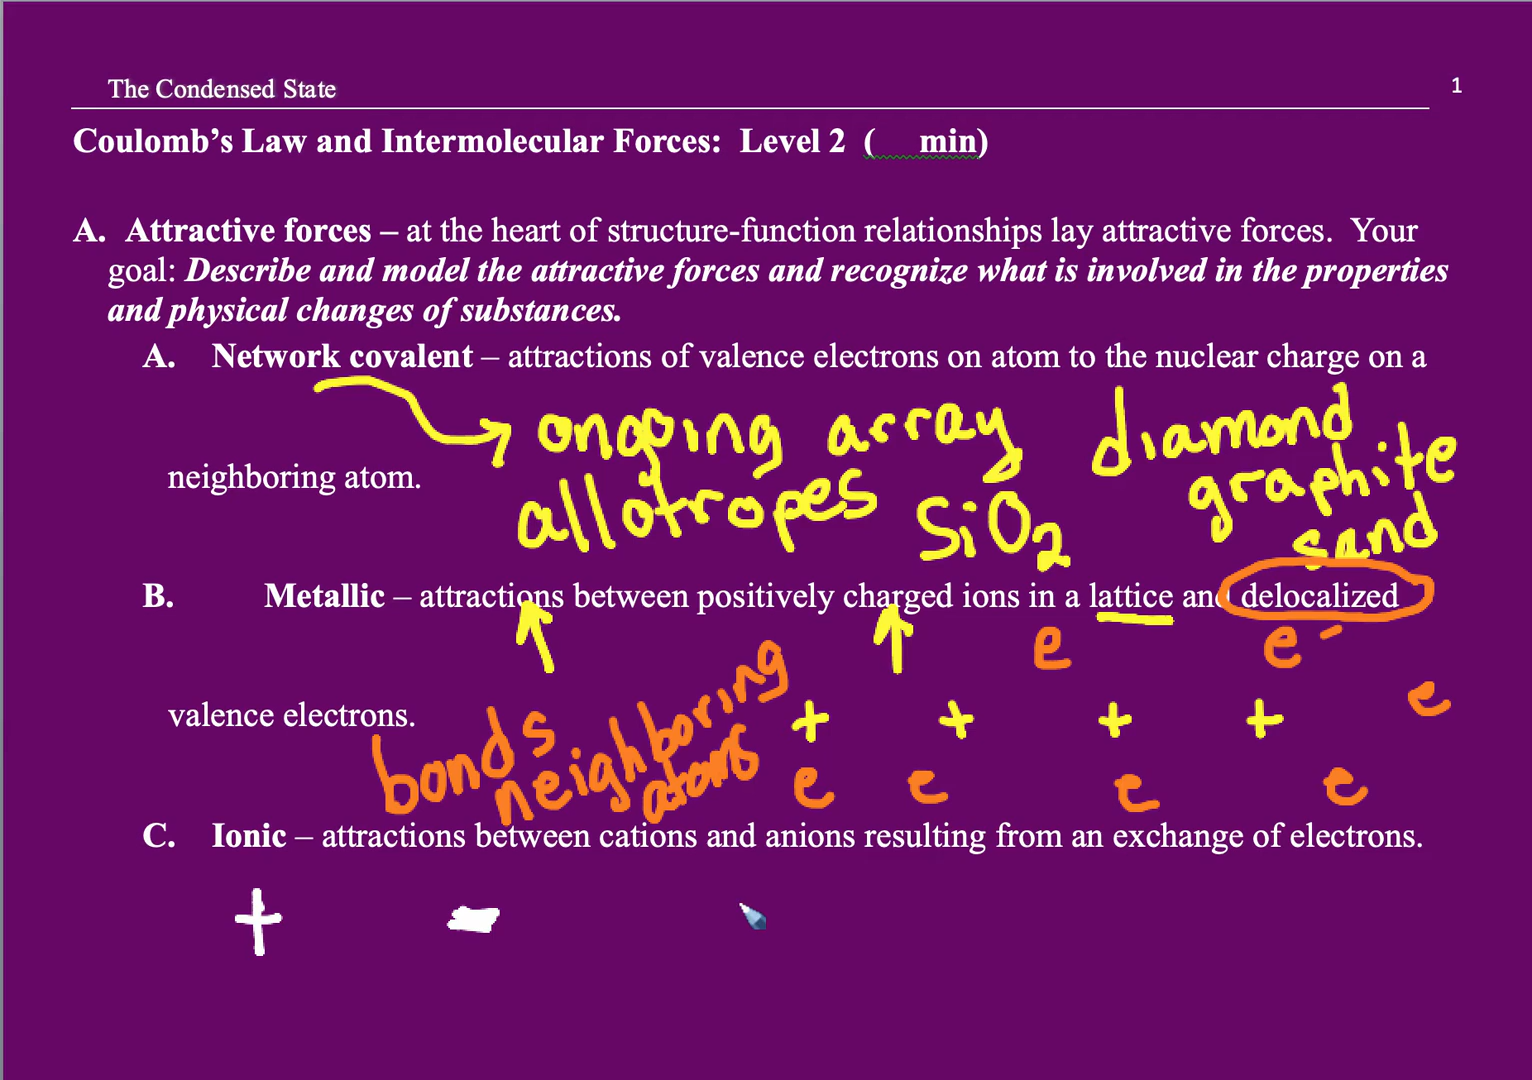 The Condensed State 1
Coulomb’s Law and Intermolecular Forces: Level 2 ( min)
A. Attractive forces – at the heart of structure-function relationships lay attractive forces. Your
goal: Describe and model the attractive forces and recognize what is involved in the properties
and physical changes of substances.
A. Network covalent – attractions of valence electrons on atom to the nuclear charge on a
ongoing array diamond
neighboring atom.
allotropes SiO2 graphite
sand
B. Metallic – attractions between positively charged ions in a lattice and delocalized
e e-
valence electrons.
bonds neighboring atoms
+ + + + e
e e e e
C. Ionic – attractions between cations and anions resulting from an exchange of electrons.
+ -